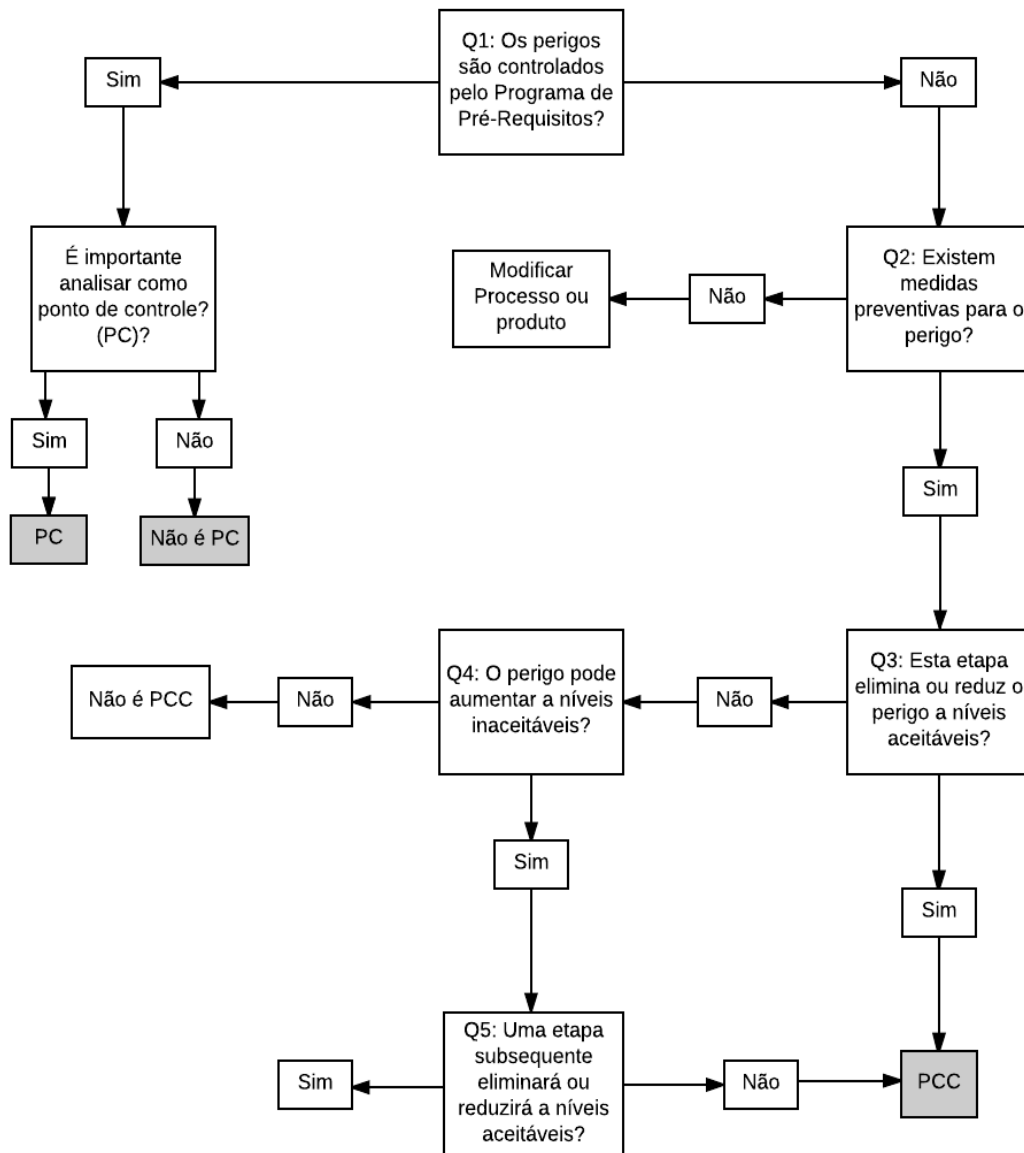 Q1: Os perigos
são controlados
pelo Programa de
Pré-Requisitos?
Sim
Não
É importante
analisar como
ponto de controle?
(PC)?
Modificar
Processo ou
produto
Não
Q2: Existem
medidas
preventivas para o
perigo?
Sim
Não
Sim
PC
Não é PC
Não é PCC
Não
Q4: O perigo pode
aumentar a níveis
inaceitáveis?
Não
Q3: Esta etapa
elimina ou reduz o
perigo a níveis
aceitáveis?
Sim
Sim
Sim
Q5: Uma etapa
subsequente
eliminará ou
reduzirá a níveis
aceitáveis?
Não
PCC